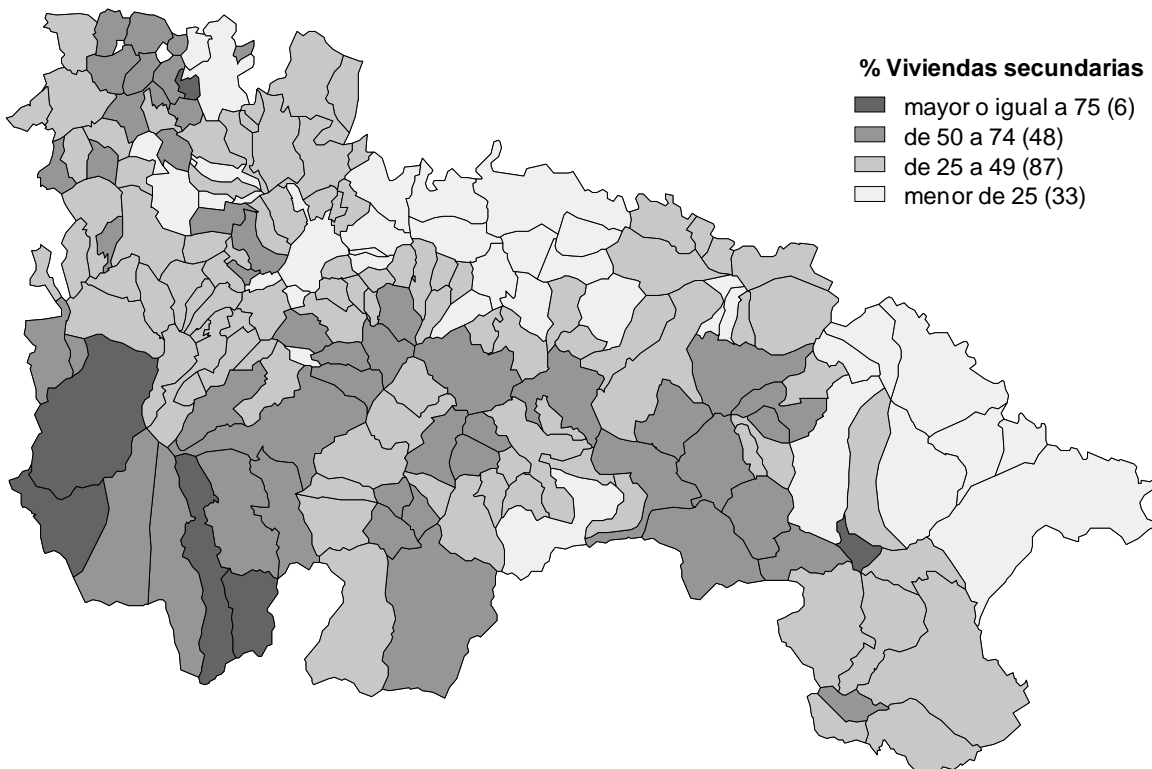 % Viviendas secundarias
mayor o igual a 75 (6)
de 50 a 74 (48)
de 25 a 49 (87)
menor de 25 (33)